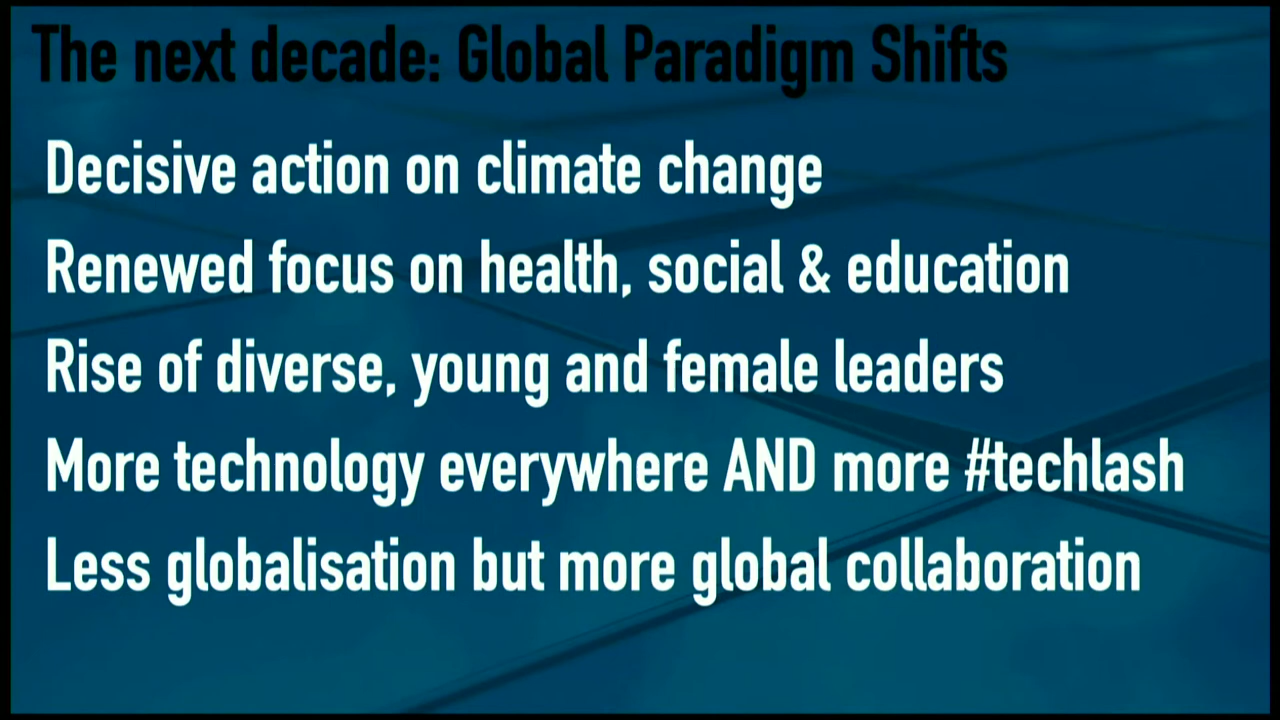 The next decade: Global Paradigm Shifts
Decisive action on climate change
Renewed focus on health, social & education
Rise of diverse, young and female leaders
More technology everywhere AND more #techlash
Less globalisation but more global collaboration